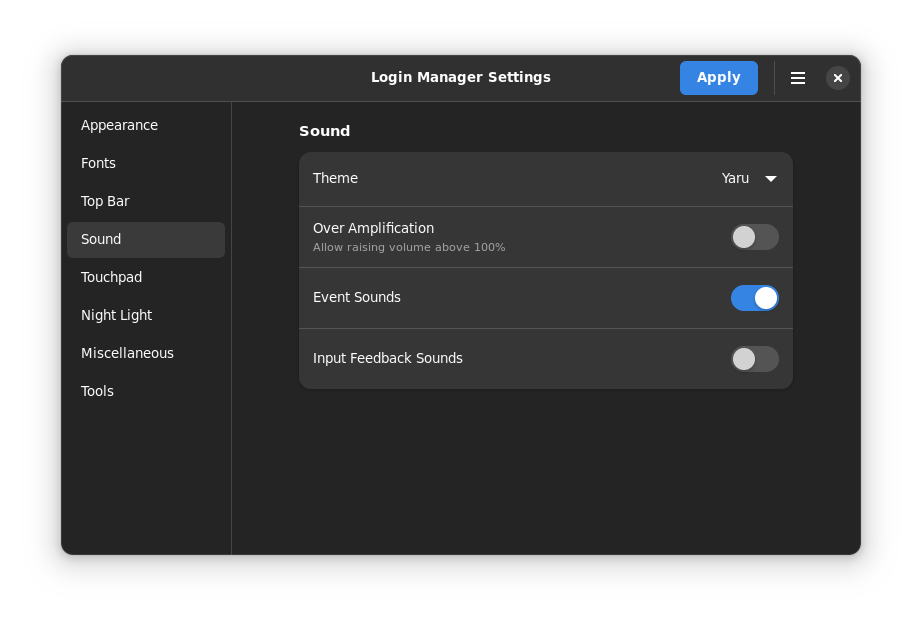 Login Manager Settings
Apply
Appearance
Fonts
Top Bar
Sound
Touchpad
Night Light
Miscellaneous
Tools
Sound
Theme
Yaru
Over Amplification
Allow raising volume above 100%
Event Sounds
Input Feedback Sounds